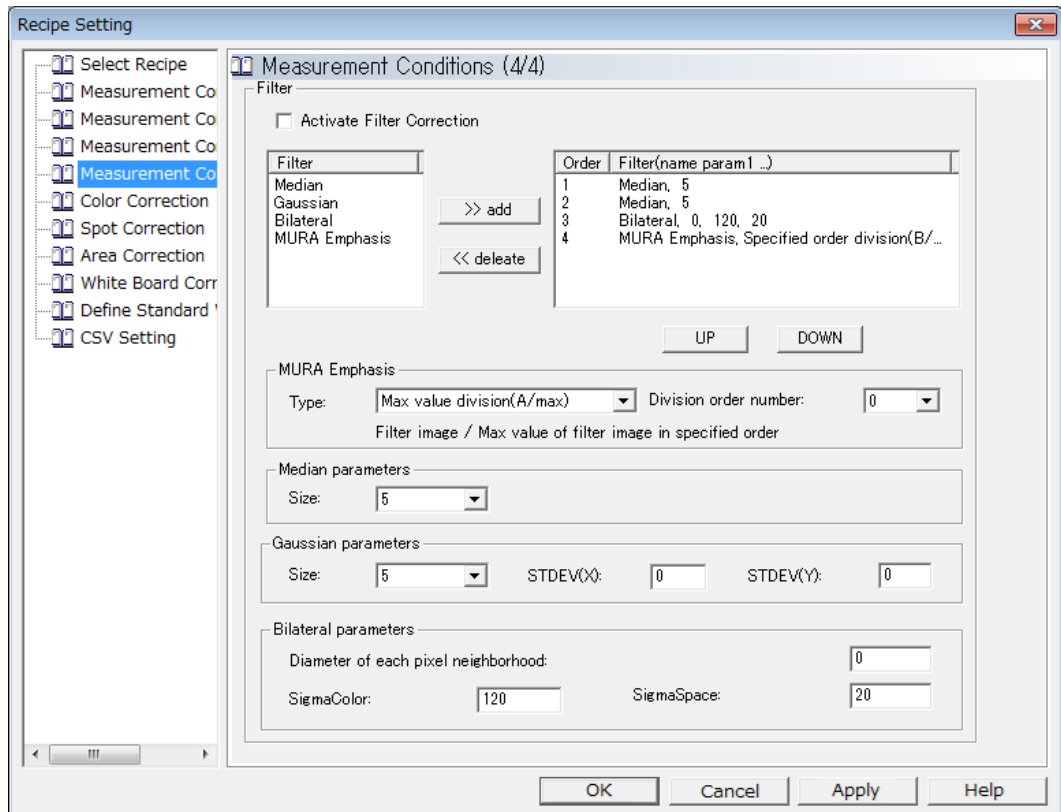 Recipe Setting
Select Recipe
Measurement Co
Measurement Co
Measurement Co
Measurement Co
Color Correction
Spot Correction
Area Correction
White Board Corr
Define Standard
CSV Setting
Measurement Conditions (4/4)
Filter
Activate Filter Correction
Filter
Median
Gaussian
Bilateral
MURA Emphasis
>> add
<< deleate
Order Filter(name param1 ..)
1 Median, 5
2 Median, 5
3 Bilateral, 0, 120, 20
4 MURA Emphasis, Specified order division(B/...
UP DOWN
MURA Emphasis
Type: Max value division(A/max) Division order number: 0
Filter image / Max value of filter image in specified order
Median parameters
Size: 5
Gaussian parameters
Size: 5 STDEV(X): 0 STDEV(Y): 0
Bilateral parameters
Diameter of each pixel neighborhood: 0
SigmaColor: 120 SigmaSpace: 20
OK Cancel Apply Help